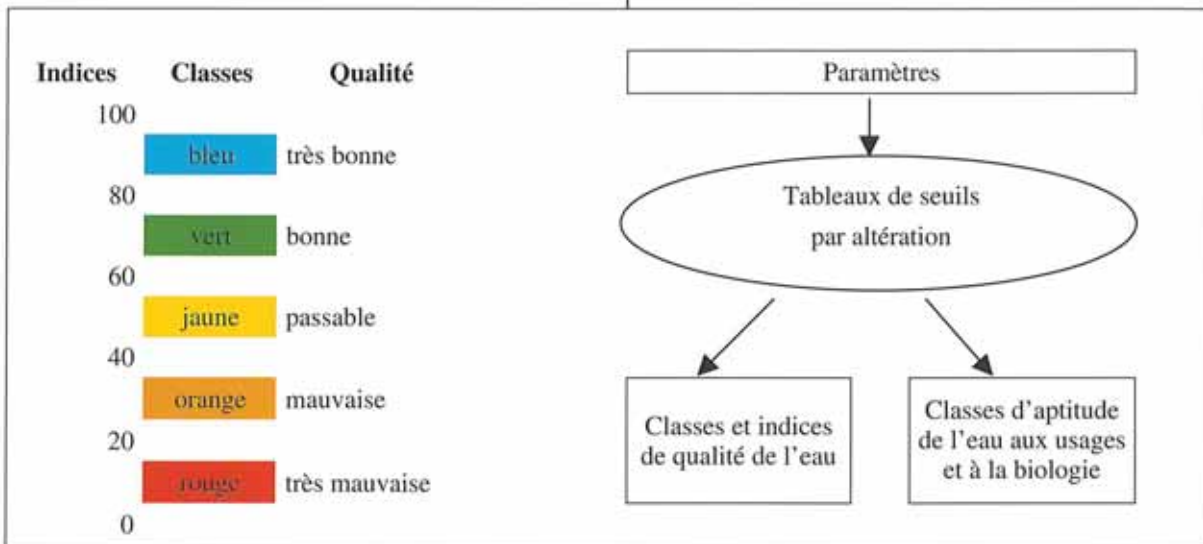 Indices Classes Qualité
100
bleu très bonne
80
vert bonne
60
jaune passable
40
orange mauvaise
20
rouge très mauvaise
0
Paramètres
Tableaux de seuils
par altération
Classes et indices
de qualité de l'eau
Classes d'aptitude
de l'eau aux usages
et à la biologie